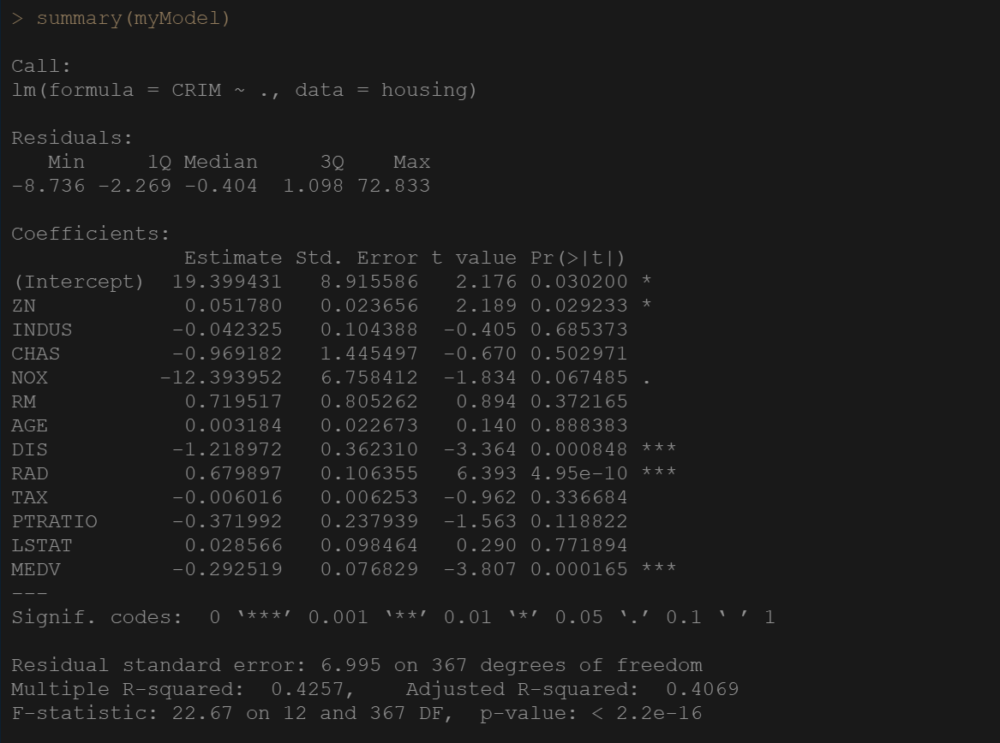 > summary(myModel)
Call:
lm(formula = CRIM ~ ., data = housing)
Residuals:
   Min     1Q Median     3Q    Max
-8.736 -2.269 -0.404  1.098 72.833
Coefficients:
              Estimate Std. Error t value Pr(>|t|)
(Intercept)  19.399431   8.915586   2.176 0.030200 *
ZN            0.051780   0.023656   2.189 0.029233 *
INDUS        -0.042325   0.104388  -0.405 0.685373
CHAS         -0.969182   1.445497  -0.670 0.502971
NOX         -12.393952   6.758412  -1.834 0.067485 .
RM            0.719517   0.805262   0.894 0.372165
AGE           0.003184   0.022673   0.140 0.888383
DIS          -1.218972   0.362310  -3.364 0.000848 ***
RAD           0.679897   0.106355   6.393 4.95e-10 ***
TAX          -0.006016   0.006253  -0.962 0.336684
PTRATIO      -0.371992   0.237939  -1.563 0.118822
LSTAT         0.028566   0.098464   0.290 0.771894
MEDV         -0.292519   0.076829  -3.807 0.000165 ***
---
Signif. codes:  0 ‘***’ 0.001 ‘**’ 0.01 ‘*’ 0.05 ‘.’ 0.1 ‘ ’ 1
Residual standard error: 6.995 on 367 degrees of freedom
Multiple R-squared:  0.4257,    Adjusted R-squared:  0.4069
F-statistic: 22.67 on 12 and 367 DF,  p-value: < 2.2e-16